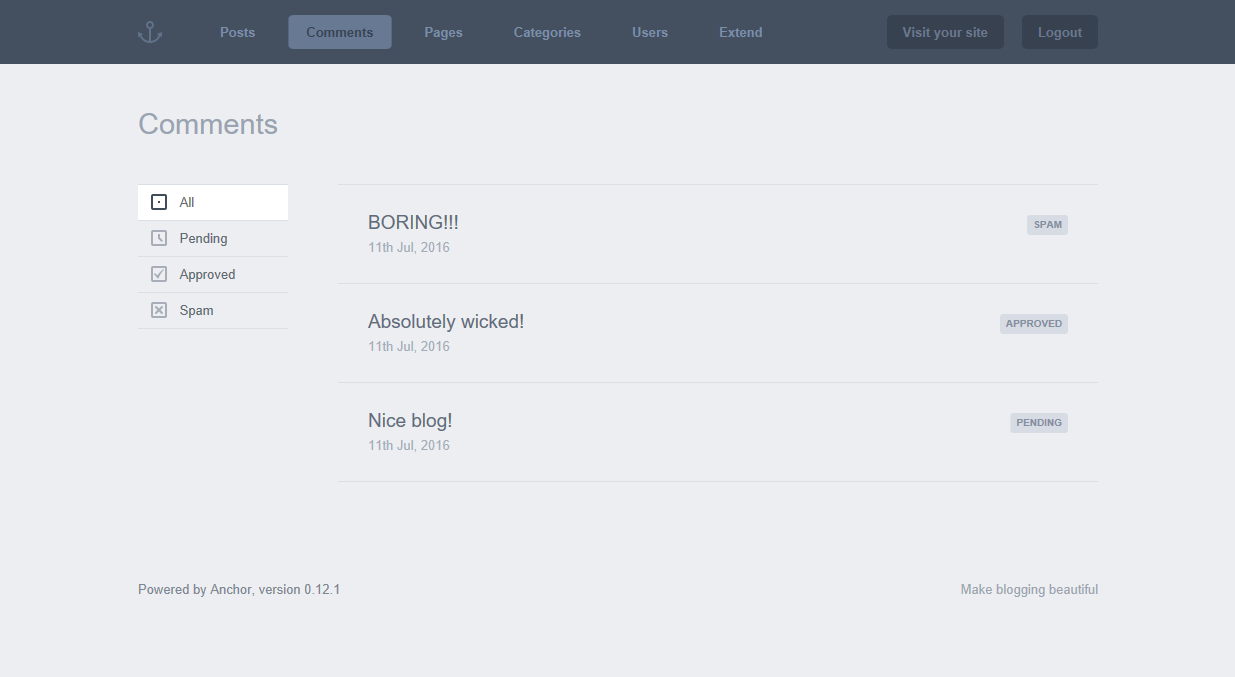 Posts Comments Pages Categories Users Extend Visit your site Logout
Comments
All
Pending
Approved
Spam
BORING!!! SPAM
11th Jul, 2016
Absolutely wicked! APPROVED
11th Jul, 2016
Nice blog! PENDING
11th Jul, 2016
Powered by Anchor, version 0.12.1 Make blogging beautiful